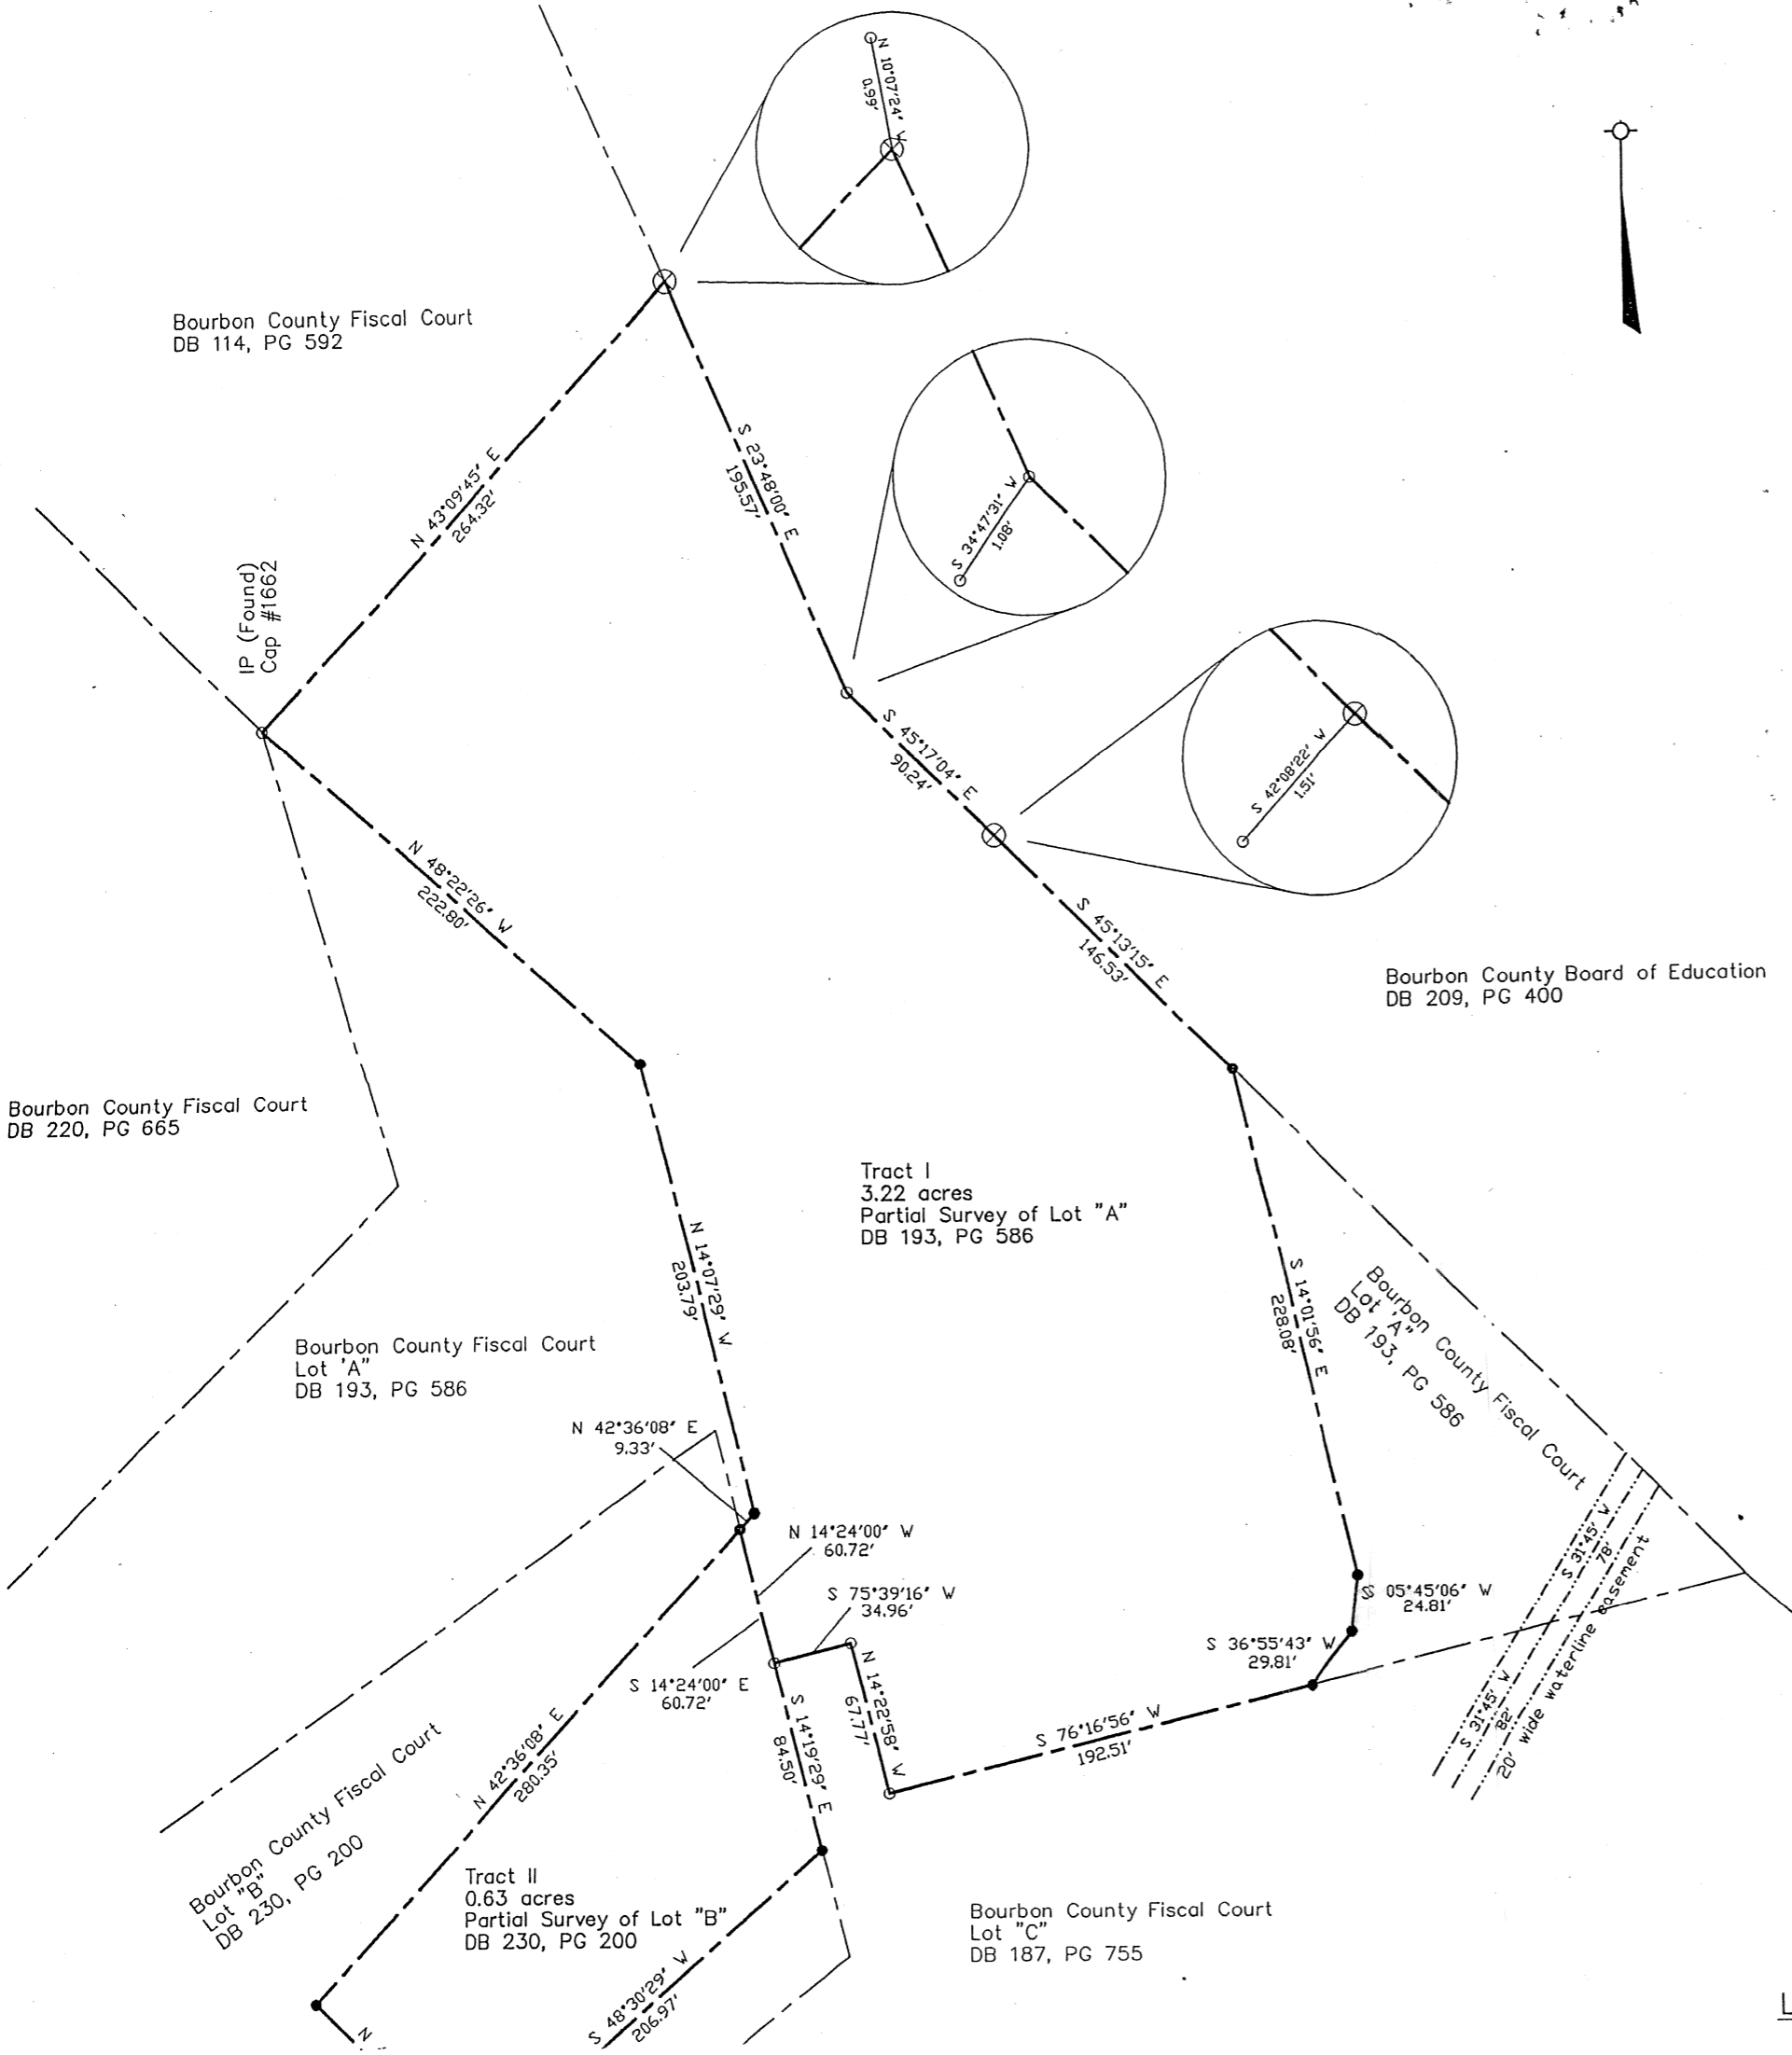 N 10°07'24" W
0.99'
Bourbon County Fiscal Court
DB 114, PG 592
S 23°48'00" E
195.57'
N 43°09'45" E
264.32'
S 34°47'31" W
1.08'
IP (Found)
Cap #1662
S 45°17'04" E
90.24'
S 42°08'22" W
1.51'
N 48°22'26" W
222.80'
S 45°13'15" E
146.53'
Bourbon County Board of Education
DB 209, PG 400
Bourbon County Fiscal Court
DB 220, PG 665
Tract I
3.22 acres
Partial Survey of Lot "A"
DB 193, PG 586
N 14°07'29" W
203.79'
S 14°01'56" E
228.08'
Bourbon County Fiscal Court
Lot 'A"
DB 193, PG 586
Bourbon County Fiscal Court
Lot 'A"
DB 193, PG 586
N 42°36'08" E
9.33'
N 14°24'00" W
60.72'
S 75°39'16" W
34.96'
S 05°45'06" W
24.81'
S 31°45' W
78'
S 36°55'43" W
29.81'
S 14°24'00" E
60.72'
N 14°22'58" W
67.77'
S 14°19'29" E
84.50'
S 76°16'56" W
192.51'
S 31°45' W
82'
20' wide waterline easement
N 42°36'08" E
280.35'
Bourbon County Fiscal Court
Lot "B"
DB 230, PG 200
Tract II
0.63 acres
Partial Survey of Lot "B"
DB 230, PG 200
Bourbon County Fiscal Court
Lot "C"
DB 187, PG 755
S 48°30'29" W
206.97'
N
L